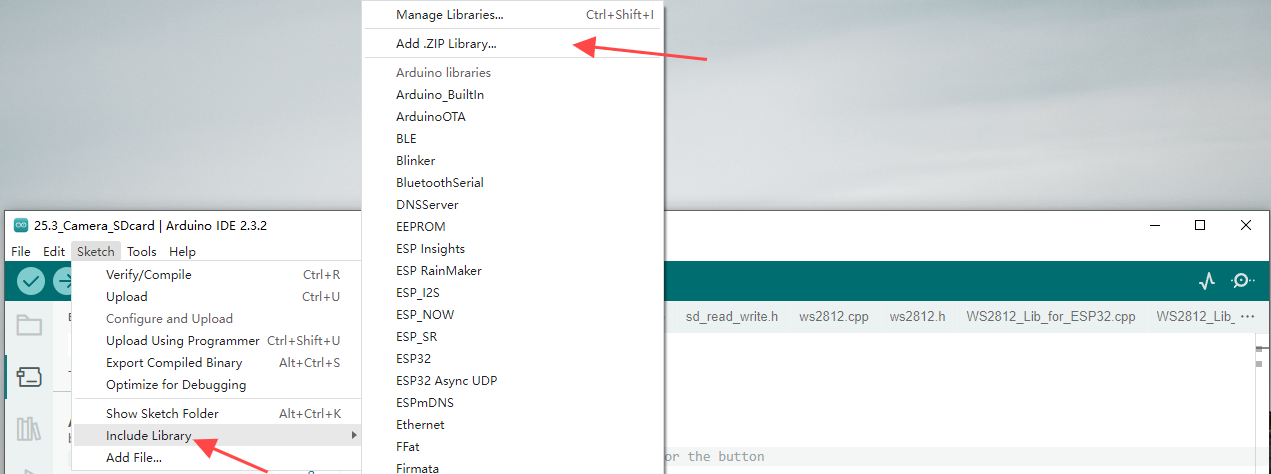 Manage Libraries... Ctrl+Shift+I
Add .ZIP Library...
Arduino libraries
Arduino_BuiltIn
ArduinoOTA
BLE
Blinker
BluetoothSerial
DNSServer
EEPROM
ESP Insights
ESP RainMaker
ESP_I2S
ESP_NOW
ESP_SR
ESP32
ESP32 Async UDP
ESPmDNS
Ethernet
FFat
Firmata
25.3_Camera_SDcard | Arduino IDE 2.3.2
File Edit Sketch Tools Help
Verify/Compile Ctrl+R
Upload Ctrl+U
Configure and Upload
Upload Using Programmer Ctrl+Shift+U
Export Compiled Binary Alt+Ctrl+S
Optimize for Debugging
Show Sketch Folder Alt+Ctrl+K
Include Library
Add File...
sd_read_write.h ws2812.cpp ws2812.h WS2812_Lib_for_ESP32.cpp WS2812_Lib_
or the button